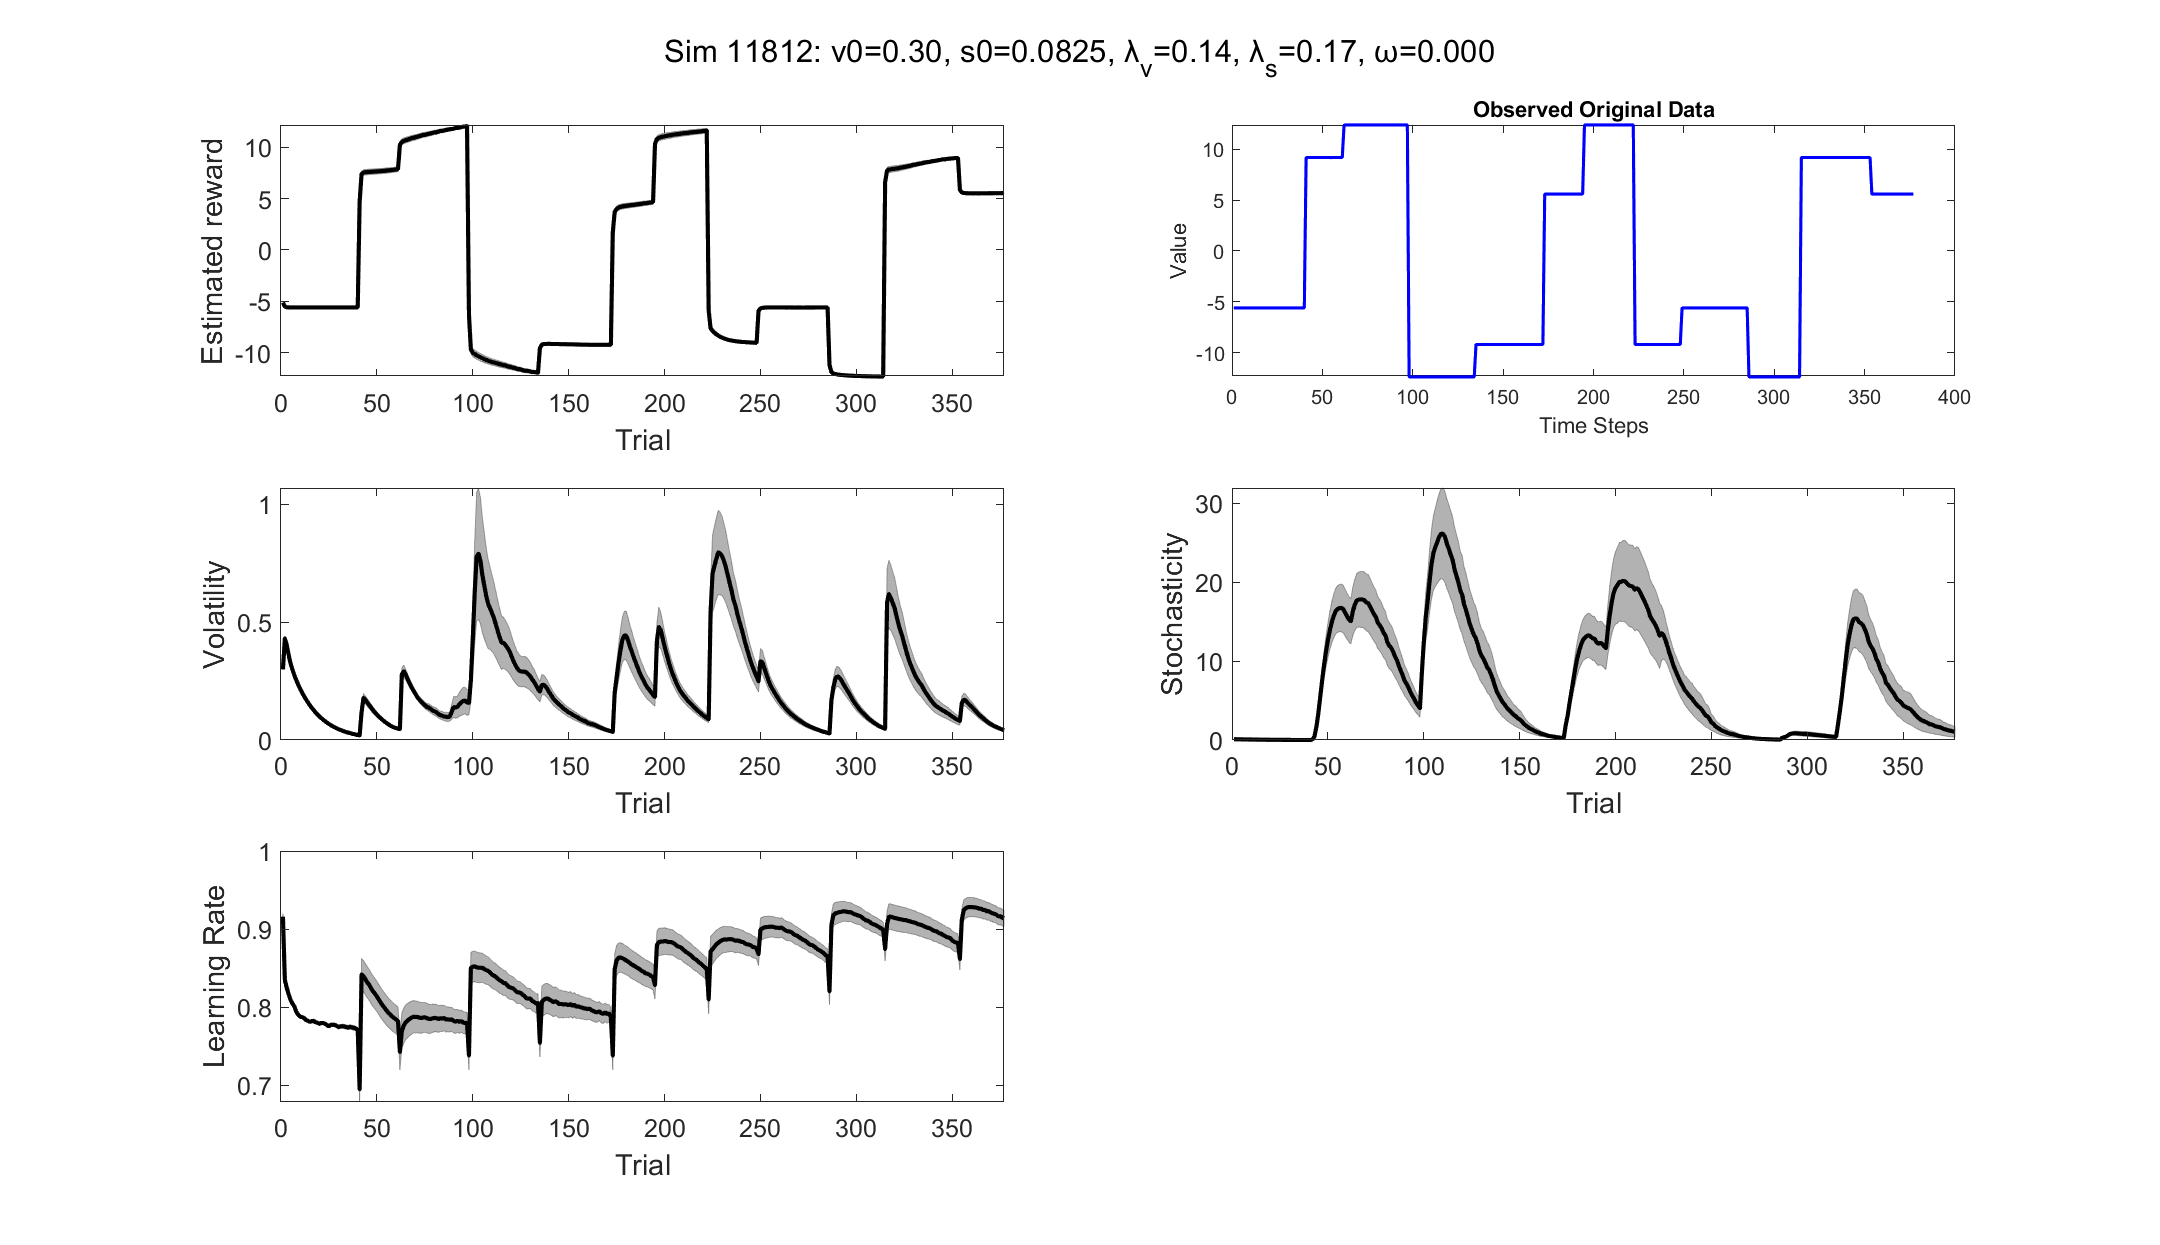 Sim 11812: v0=0.30, s0=0.0825, λ_v=0.14, λ_s=0.17, ω=0.000
Estimated reward
10
5
0
-5
-10
0 50 100 150 200 250 300 350
Trial
Observed Original Data
Value
10
5
0
-5
-10
0 50 100 150 200 250 300 350 400
Time Steps
Volatility
1
0.5
0
0 50 100 150 200 250 300 350
Trial
Stochasticity
30
20
10
0
0 50 100 150 200 250 300 350
Trial
Learning Rate
1
0.9
0.8
0.7
0 50 100 150 200 250 300 350
Trial